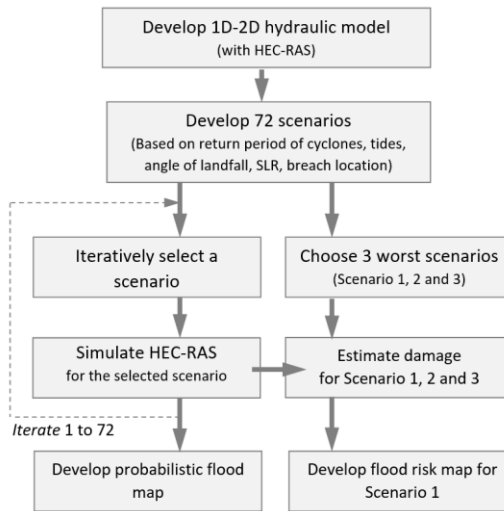 Develop 1D-2D hydraulic model
(with HEC-RAS)
Develop 72 scenarios
(Based on return period of cyclones, tides,
angle of landfall, SLR, breach location)
Iteratively select a
scenario
Choose 3 worst scenarios
(Scenario 1, 2 and 3)
Simulate HEC-RAS
for the selected scenario
Estimate damage
for Scenario 1, 2 and 3
Iterate 1 to 72
Develop probabilistic flood
map
Develop flood risk map for
Scenario 1